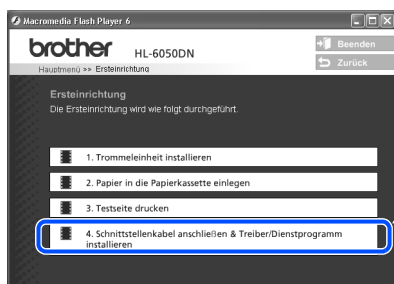 Macromedia Flash Player 6
brother HL-6050DN
Beenden
Zurück
Hauptmenü »» Ersteinrichtung
Ersteinrichtung
Die Ersteinrichtung wird wie folgt durchgeführt.
1. Trommeleinheit installieren
2. Papier in die Papierkassette einlegen
3. Testseite drucken
4. Schnittstellenkabel anschließen & Treiber/Dienstprogramm
installieren